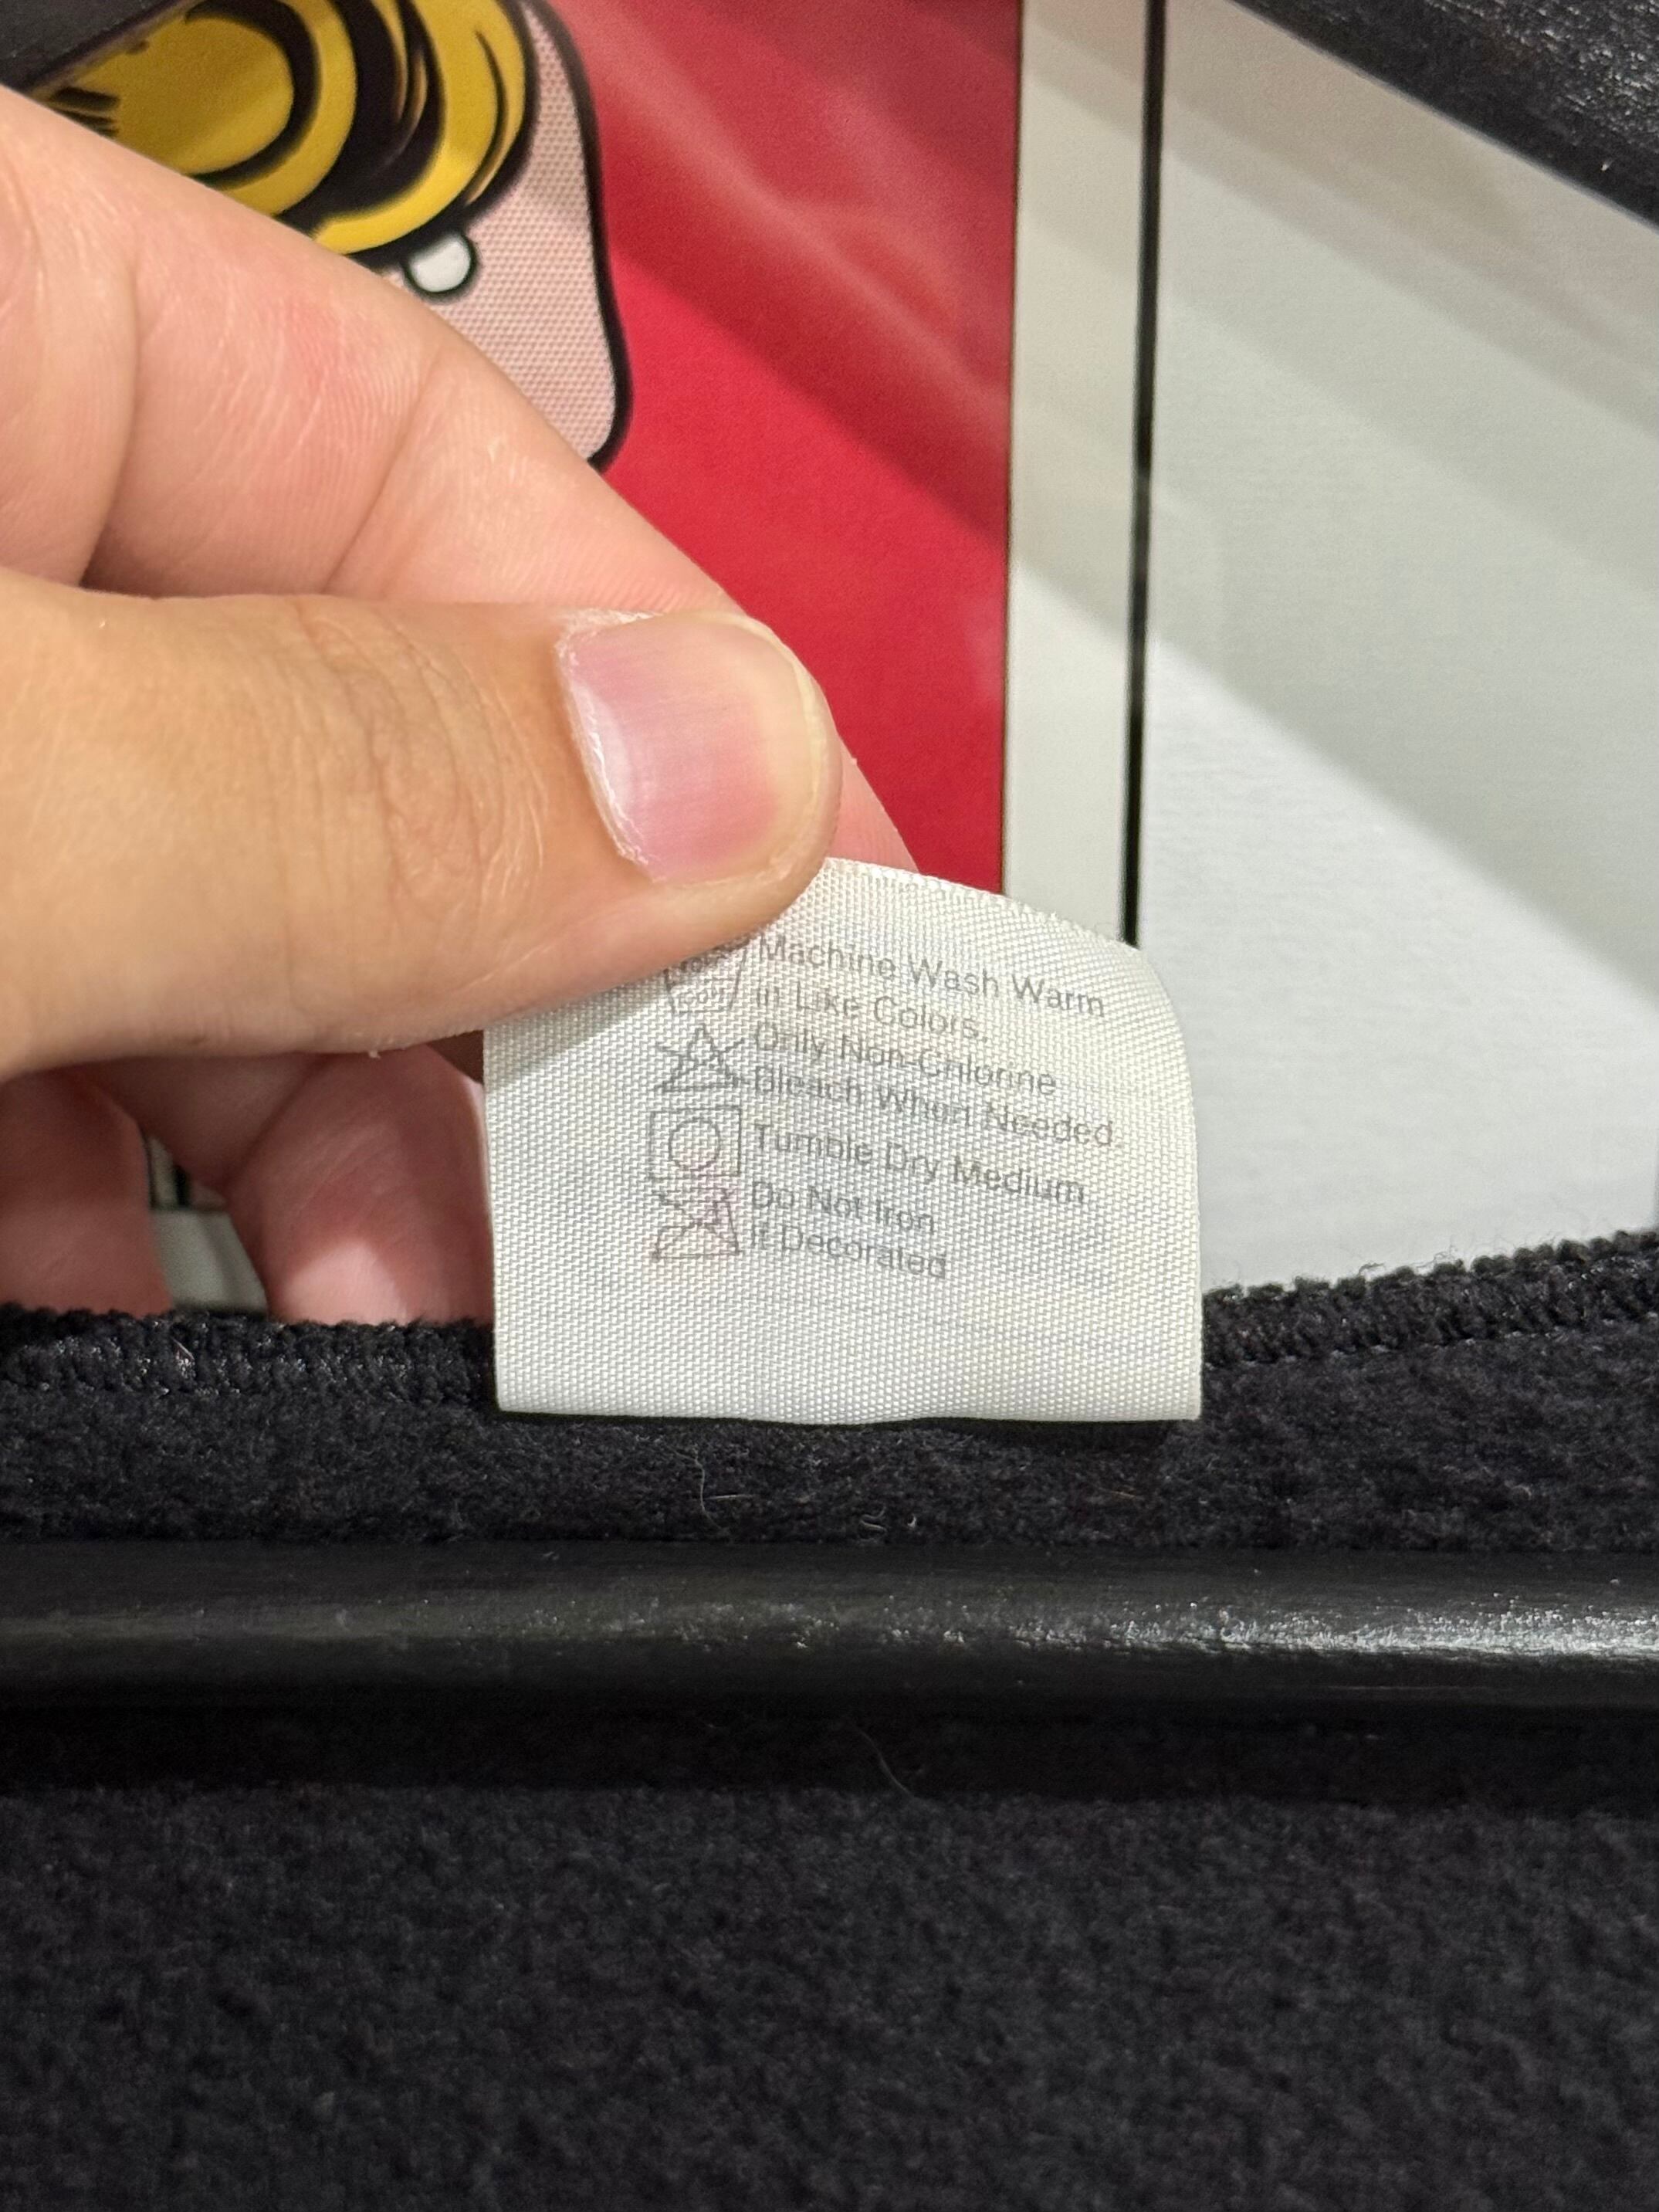 Machine Wash Warm
in Like Colors.
Only Non-Chlorine
Bleach When Needed.
Tumble Dry Medium.
Do Not Iron
If Decorated